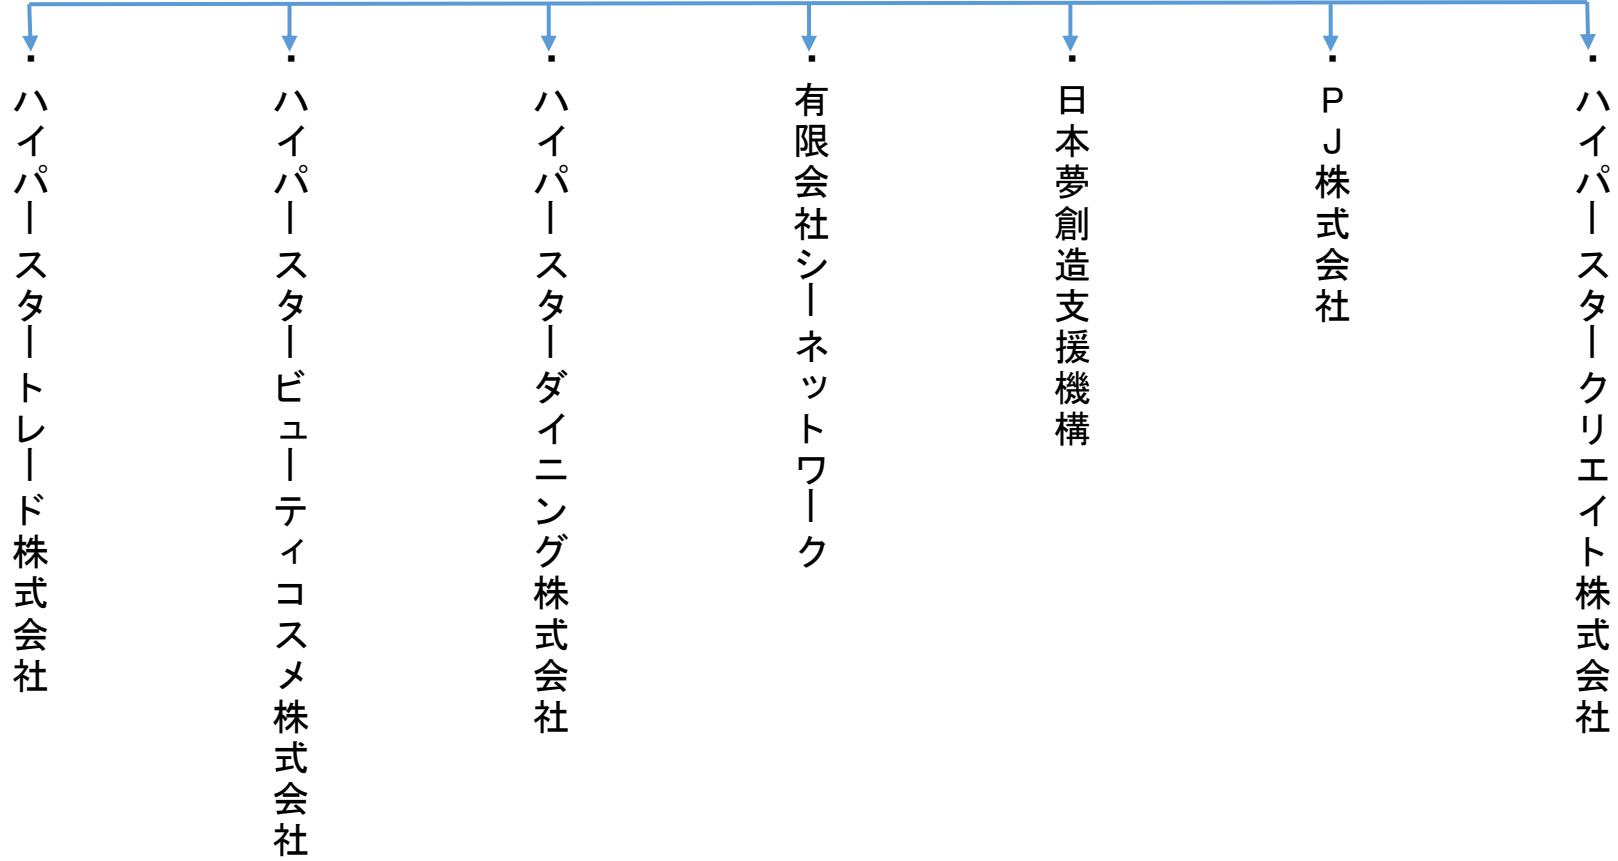 ・ハイパースタークリエイト株式会社
・ＰＪ株式会社
・日本夢創造支援機構
・有限会社シーネットワーク
・ハイパースターダイニング株式会社
・ハイパースタービューティコスメ株式会社
・ハイパースタートレード株式会社